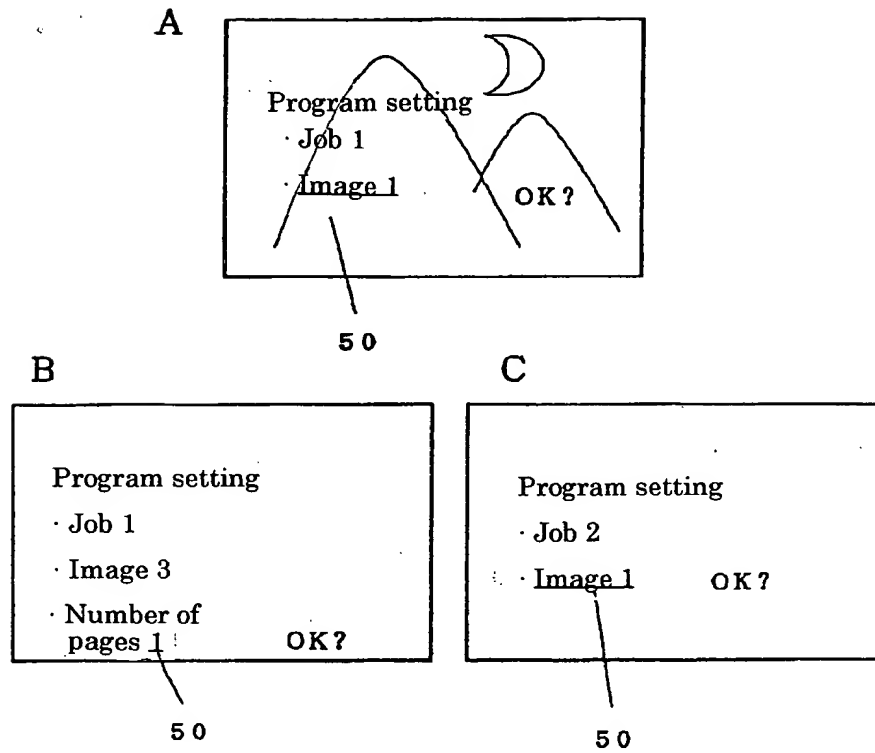 A
Program setting
· Job 1
· Image 1
OK?
50
B
Program setting
· Job 1
· Image 3
· Number of
pages 1
OK?
50
C
Program setting
· Job 2
· Image 1
OK?
50